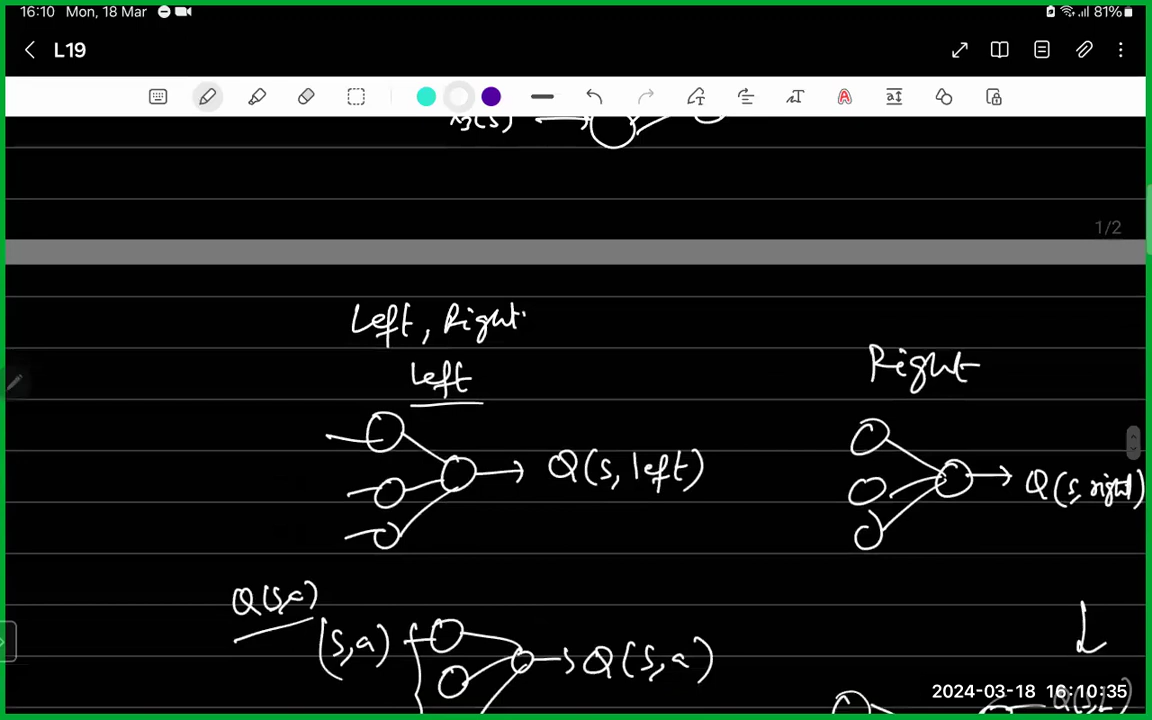 16:10 Mon, 18 Mar
81%
L19
1/2
Left, Right
Left
Right
Q(s, left)
Q(s, right)
Q(s,a)
(s,a)
Q(s,a)
L
2024-03-18 16:10:35